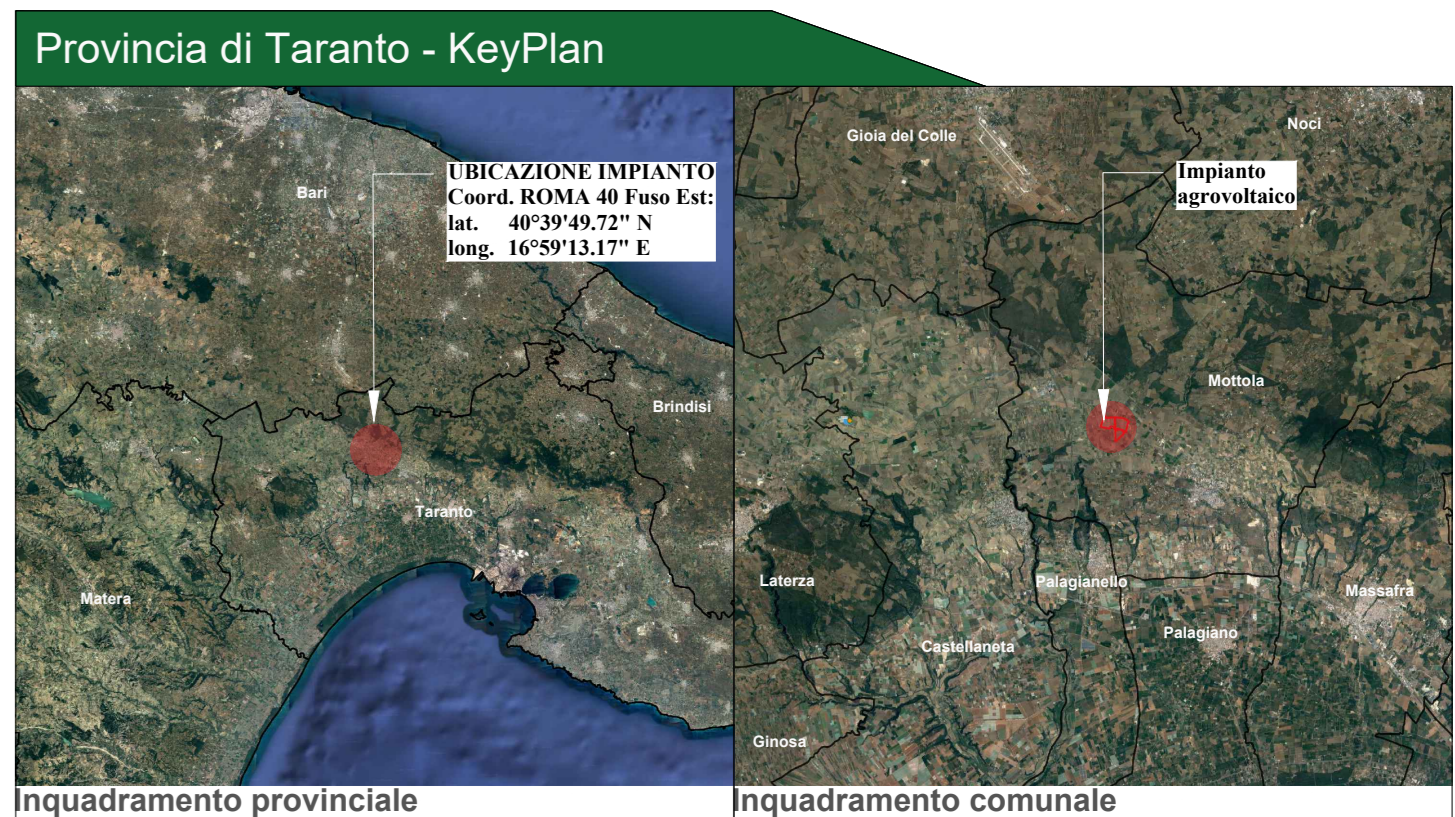 Provincia di Taranto - KeyPlan
UBICAZIONE IMPIANTO
Coord. ROMA 40 Fuso Est:
lat. 40°39'49.72" N
long. 16°59'13.17" E
Bari
Brindisi
Taranto
Matera
Inquadramento provinciale
Noci
Gioia del Colle
Impianto
agrovoltaico
Mottola
Laterza
Palagianello
Massafra
Palagiano
Castellaneta
Ginosa
Inquadramento comunale